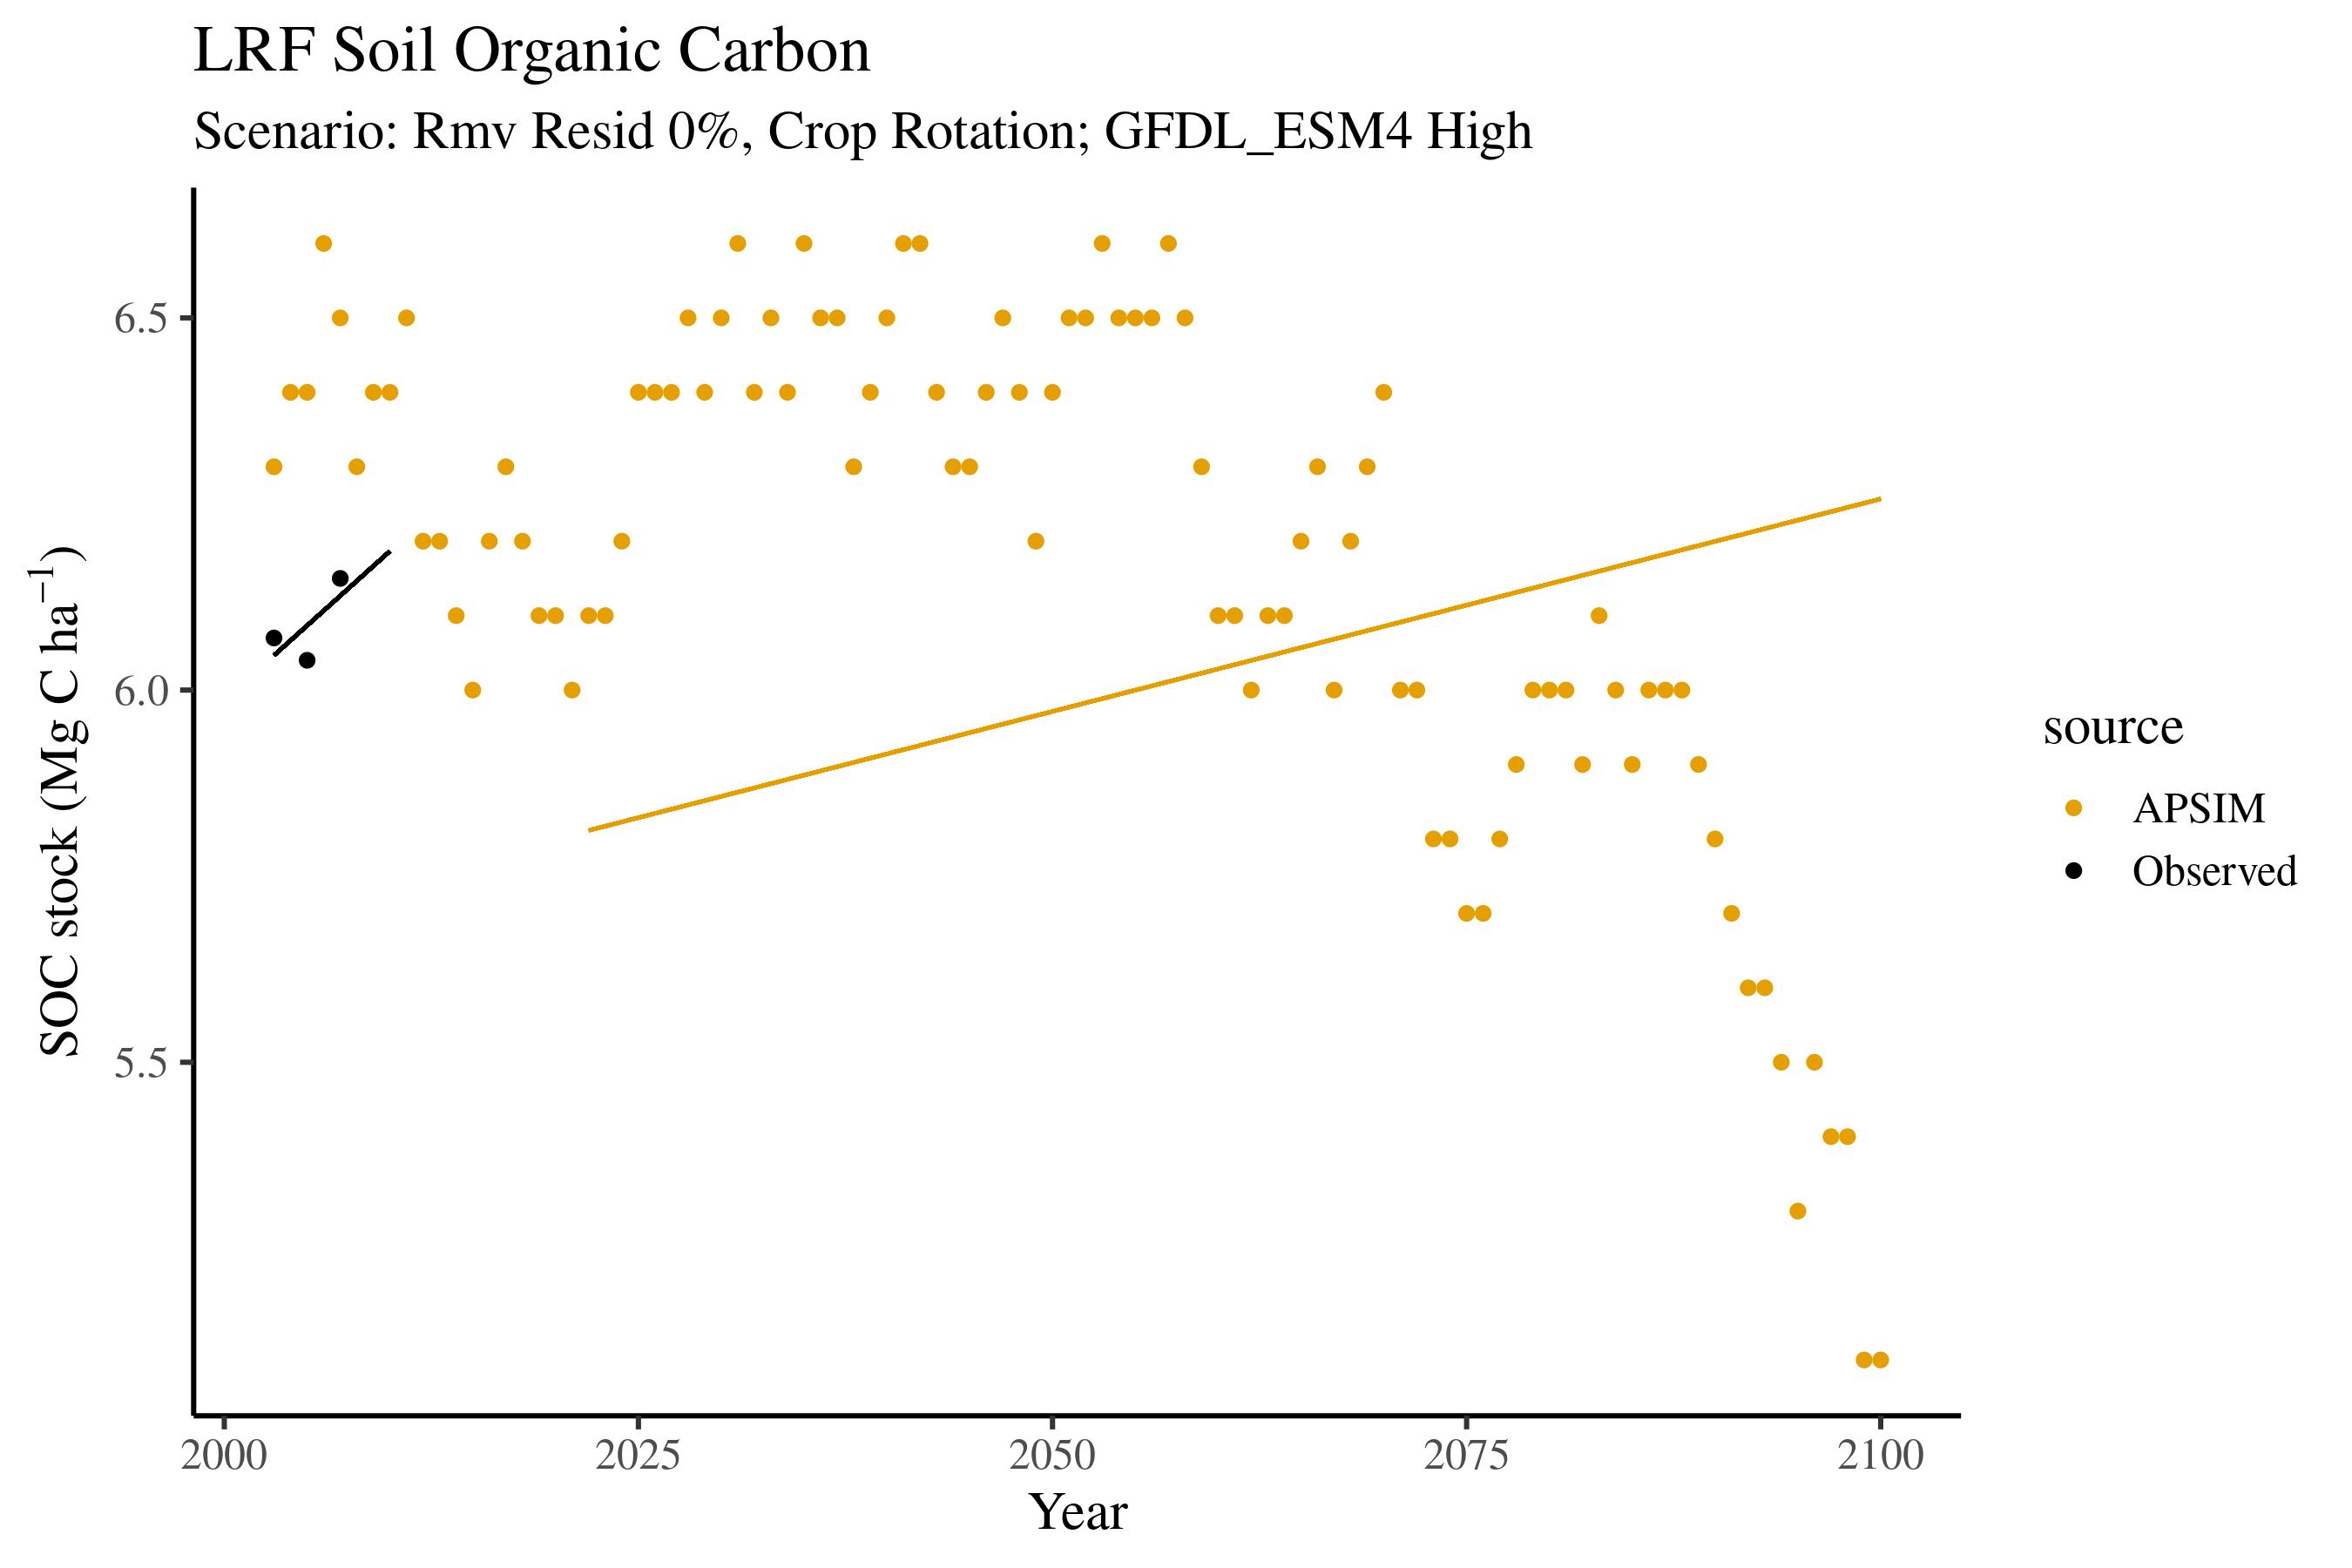 LRF Soil Organic Carbon
Scenario: Rmv Resid 0%, Crop Rotation; GFDL_ESM4 High
SOC stock (Mg C ha⁻¹)
6.5
6.0
5.5
2000 2025 2050 2075 2100
Year
source
APSIM
Observed